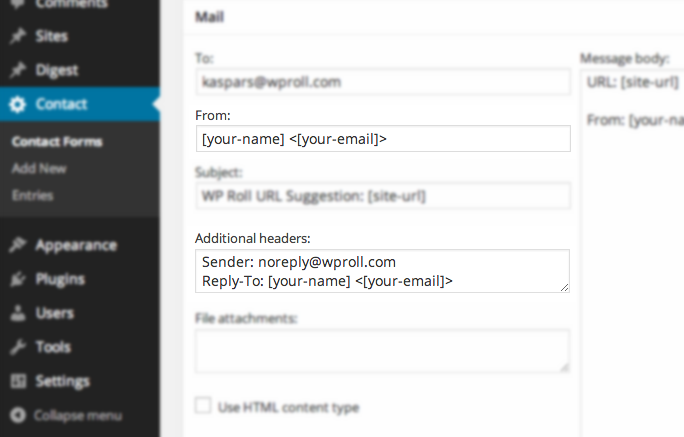 Comments
Sites
Digest
Contact
Contact Forms
Add New
Entries
Appearance
Plugins
Users
Tools
Settings
Collapse menu
Mail
To:
kaspars@wproll.com
From:
[your-name] <[your-email]>
Subject:
WP Roll URL Suggestion: [site-url]
Additional headers:
Sender: noreply@wproll.com
Reply-To: [your-name] <[your-email]>
File attachments:
Use HTML content type
Message body:
URL: [site-url]
From: [your-na